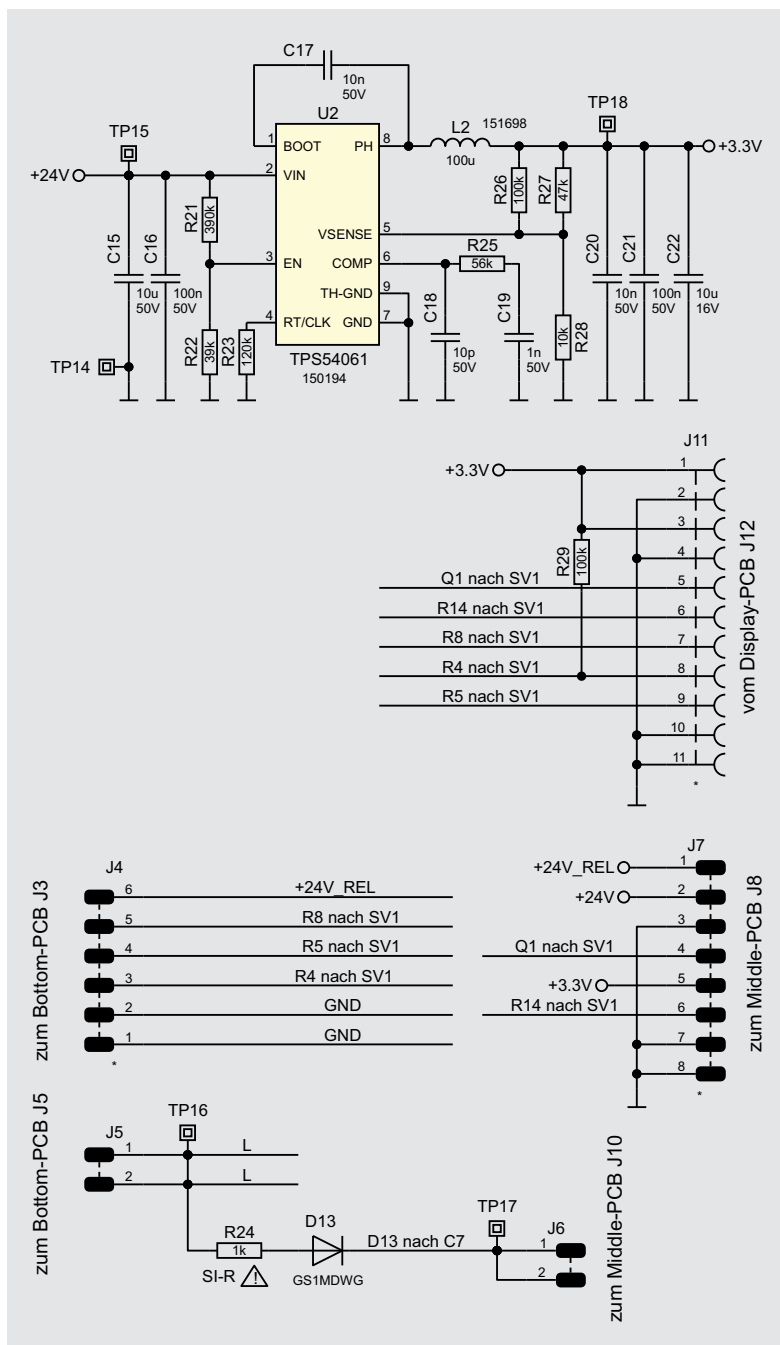 C17
10n
50V
U2
TP15
TP18
1 BOOT PH 8
L2 151698
100u
+24V
2 VIN
+3.3V
R21
390k
R26
100k
R27
47k
C15
10u
50V
C16
100n
50V
VSENSE 5
3 EN COMP 6
R25
56k
TH-GND 9
4 RT/CLK GND 7
C20
10n
50V
C21
100n
50V
C22
10u
16V
C18
10p
50V
C19
1n
50V
R28
10k
TP14
R22
39k
R23
120k
TPS54061
150194
J11
+3.3V
1
2
3
4
R29
100k
Q1 nach SV1 5
R14 nach SV1 6
R8 nach SV1 7
R4 nach SV1 8
R5 nach SV1 9
10
11
*
vom Display-PCB J12
zum Bottom-PCB J3
J4
6 +24V_REL
5 R8 nach SV1
4 R5 nach SV1
3 R4 nach SV1
2 GND
1 GND
*
J7
+24V_REL 1
+24V 2
3
Q1 nach SV1 4
+3.3V 5
R14 nach SV1 6
7
8
*
zum Middle-PCB J8
zum Bottom-PCB J5
J5
TP16
1 L
2 L
R24
1k
SI-R
D13
GS1MDWG
D13 nach C7
TP17
J6
1
2
zum Middle-PCB J10